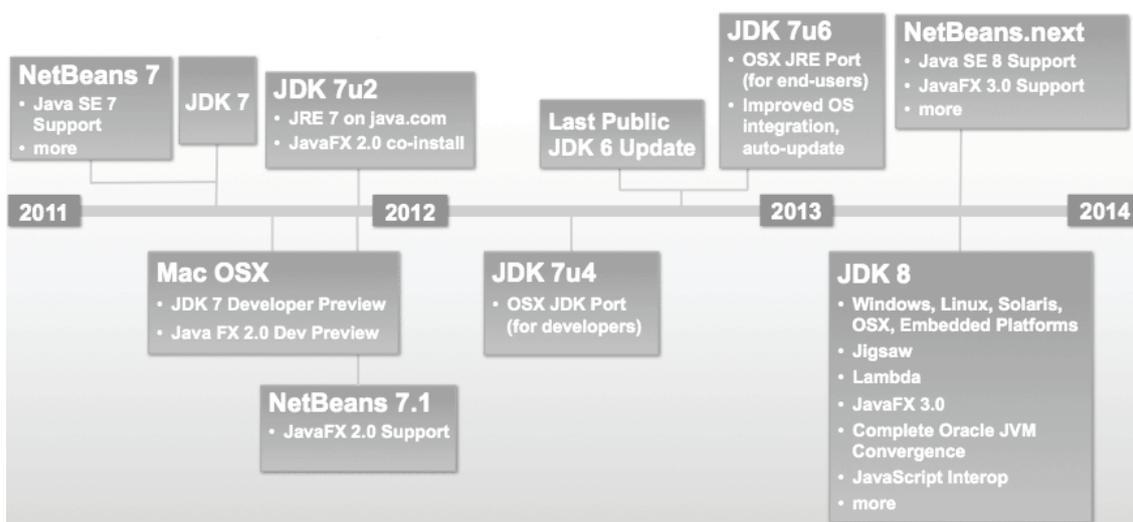 NetBeans 7
• Java SE 7
Support
• more
JDK 7
JDK 7u2
• JRE 7 on java.com
• JavaFX 2.0 co-install
Last Public
JDK 6 Update
JDK 7u6
• OSX JRE Port
(for end-users)
• Improved OS
integration,
auto-update
NetBeans.next
• Java SE 8 Support
• JavaFX 3.0 Support
• more
2011
2012
2013
2014
Mac OSX
• JDK 7 Developer Preview
• Java FX 2.0 Dev Preview
NetBeans 7.1
• JavaFX 2.0 Support
JDK 7u4
• OSX JDK Port
(for developers)
JDK 8
• Windows, Linux, Solaris,
OSX, Embedded Platforms
• Jigsaw
• Lambda
• JavaFX 3.0
• Complete Oracle JVM
Convergence
• JavaScript Interop
• more